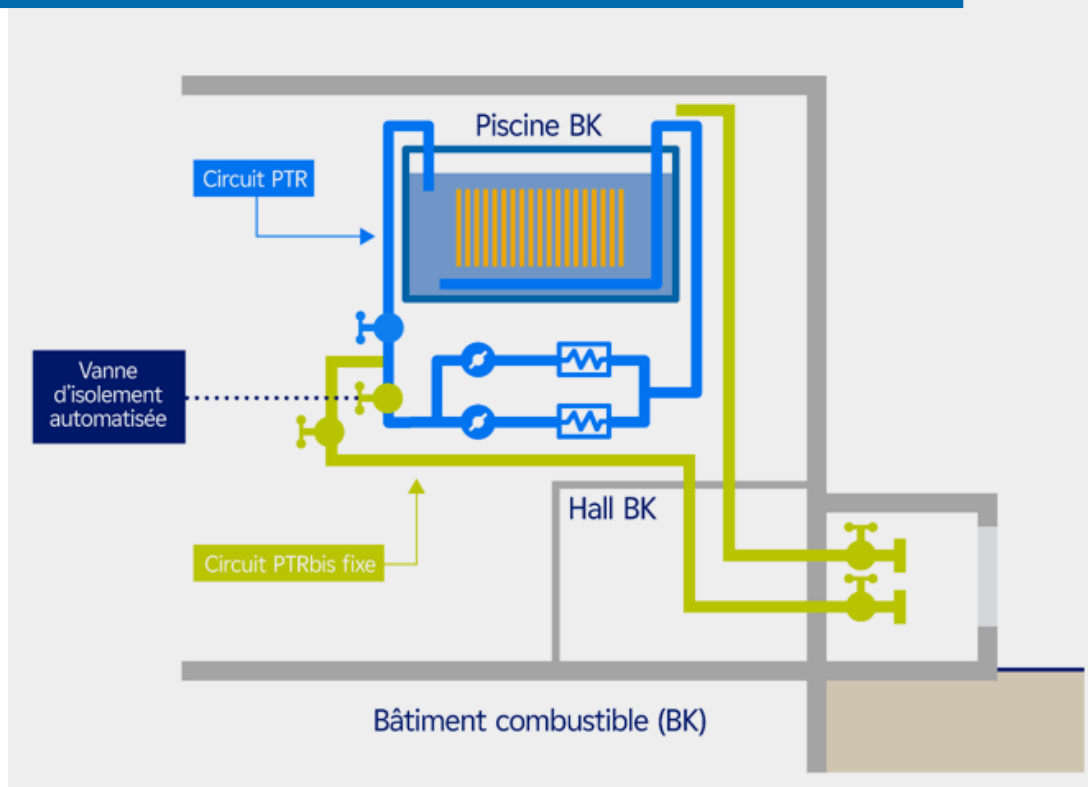 Piscine BK
Circuit PTR
Vanne
d'isolement
automatisée
Hall BK
Circuit PTRbis fixe
Bâtiment combustible (BK)